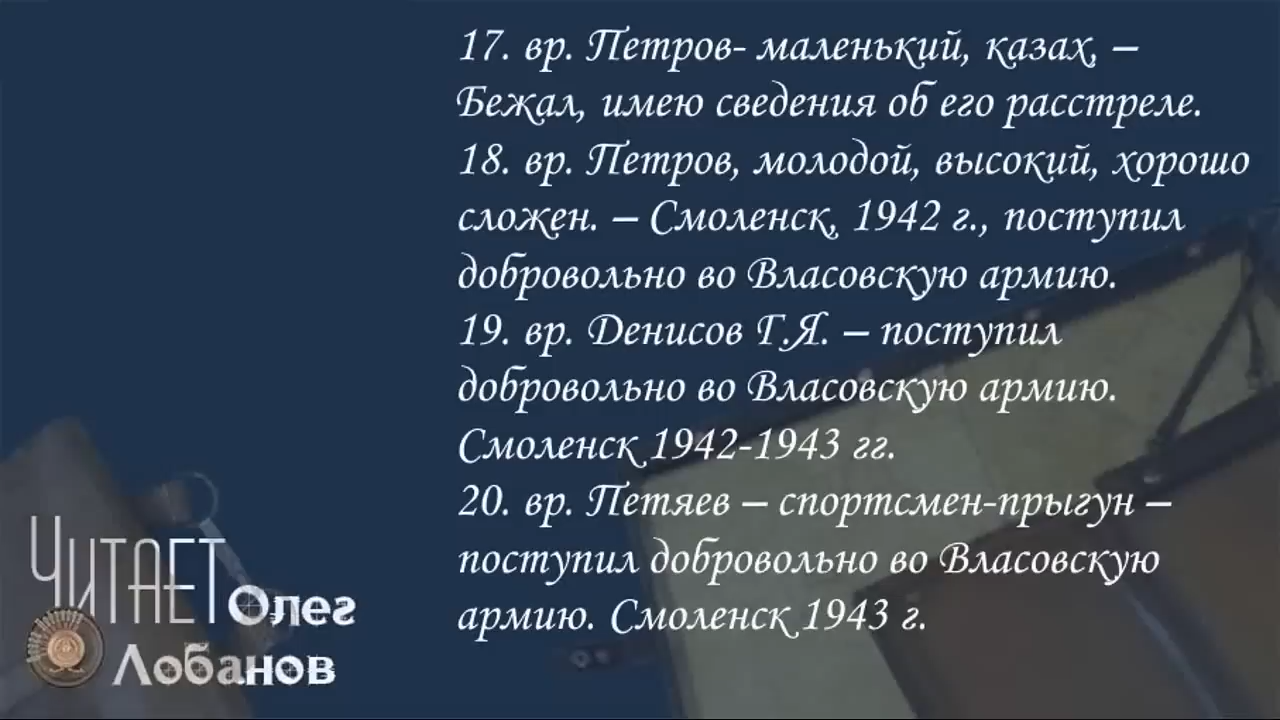 17. вр. Петров- маленький, казах, –
Бежал, имею сведения об его расстреле.
18. вр. Петров, молодой, высокий, хорошо
сложен. – Смоленск, 1942 г., поступил
добровольно во Власовскую армию.
19. вр. Денисов Г.Я. – поступил
добровольно во Власовскую армию.
Смоленск 1942-1943 гг.
20. вр. Петяев – спортсмен-прыгун –
поступил добровольно во Власовскую
армию. Смоленск 1943 г.
Читает
Олег
Лобанов